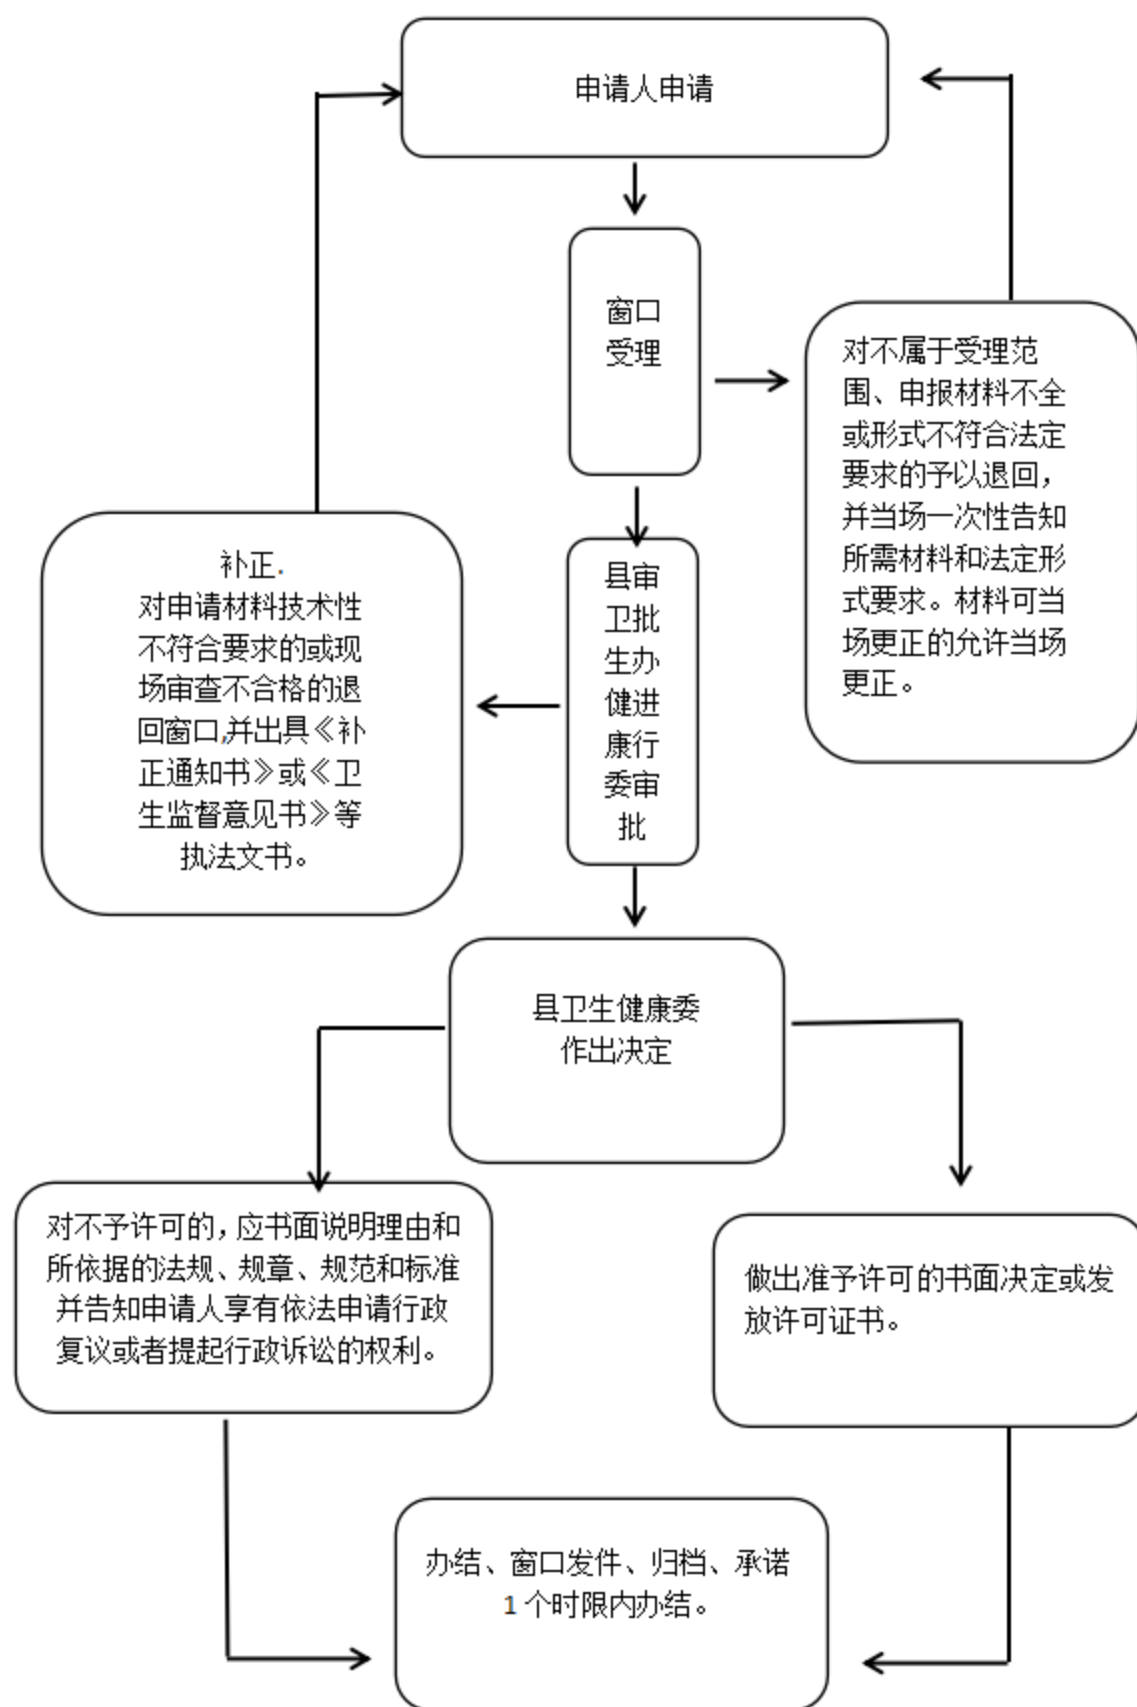 申请人申请
窗口
受理
对不属于受理范
围、申报材料不全
或形式不符合法定
要求的予以退回，
并当场一次性告知
所需材料和法定形
式要求。材料可当
场更正的允许当场
更正。
县审
卫批
生办
健进
康行
委审
批
补正.
对申请材料技术性
不符合要求的或现
场审查不合格的退
回窗口,并出具《补
正通知书》或《卫
生监督意见书》等
执法文书。
县卫生健康委
作出决定
对不予许可的，应书面说明理由和
所依据的法规、规章、规范和标准
并告知申请人享有依法申请行政
复议或者提起行政诉讼的权利。
做出准予许可的书面决定或发
放许可证书。
办结、窗口发件、归档、承诺
1 个时限内办结。